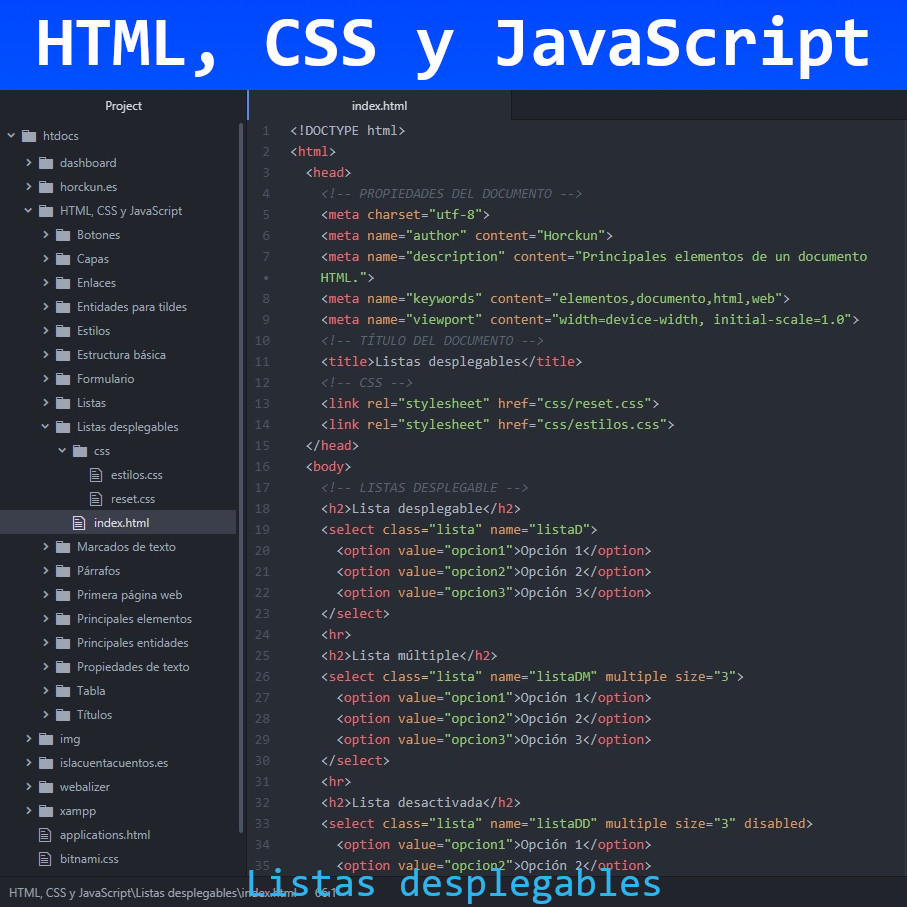 HTML, CSS y JavaScript
Project
htdocs
dashboard
horckun.es
HTML, CSS y JavaScript
Botones
Capas
Enlaces
Entidades para tildes
Estilos
Estructura básica
Formulario
Listas
Listas desplegables
css
estilos.css
reset.css
index.html
Marcados de texto
Párrafos
Primera página web
Principales elementos
Principales entidades
Propiedades de texto
Tabla
Títulos
img
islacuentacuentos.es
webalizer
xampp
applications.html
bitnami.css
index.html
1 <!DOCTYPE html>
2 <html>
3 <head>
4 <!-- PROPIEDADES DEL DOCUMENTO -->
5 <meta charset="utf-8">
6 <meta name="author" content="Horckun">
7 <meta name="description" content="Principales elementos de un documento
• HTML.">
8 <meta name="keywords" content="elementos,documento,html,web">
9 <meta name="viewport" content="width=device-width, initial-scale=1.0">
10 <!-- TÍTULO DEL DOCUMENTO -->
11 <title>Listas desplegables</title>
12 <!-- CSS -->
13 <link rel="stylesheet" href="css/reset.css">
14 <link rel="stylesheet" href="css/estilos.css">
15 </head>
16 <body>
17 <!-- LISTAS DESPLEGABLE -->
18 <h2>Lista desplegable</h2>
19 <select class="lista" name="listaD">
20 <option value="opcion1">Opción 1</option>
21 <option value="opcion2">Opción 2</option>
22 <option value="opcion3">Opción 3</option>
23 </select>
24 <hr>
25 <h2>Lista múltiple</h2>
26 <select class="lista" name="listaDM" multiple size="3">
27 <option value="opcion1">Opción 1</option>
28 <option value="opcion2">Opción 2</option>
29 <option value="opcion3">Opción 3</option>
30 </select>
31 <hr>
32 <h2>Lista desactivada</h2>
33 <select class="lista" name="listaDD" multiple size="3" disabled>
34 <option value="opcion1">Opción 1</option>
35 <option value="opcion2">Opción 2</option>
HTML, CSS y JavaScript\Listas desplegables\index.html 66:1
Listas desplegables